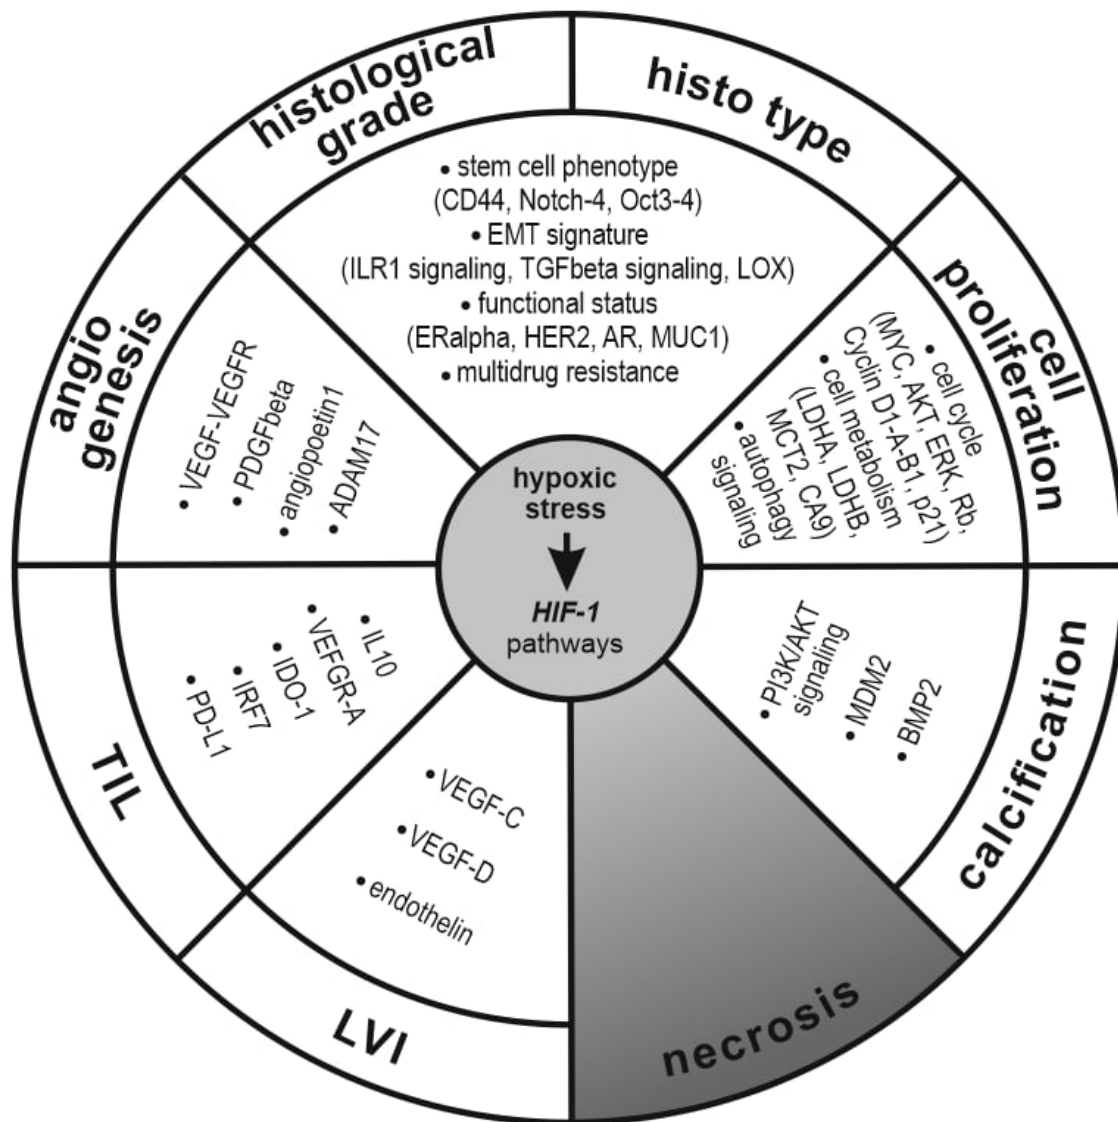 histological
grade
histo type
• stem cell phenotype
(CD44, Notch-4, Oct3-4)
• EMT signature
(ILR1 signaling, TGFbeta signaling, LOX)
• functional status
(ERalpha, HER2, AR, MUC1)
• multidrug resistance
cell
proliferation
• cell cycle
(MYC, AKT, ERK, Rb,
Cyclin D1-A-B1, p21)
• cell metabolism
(LDHA, LDHB,
MCT2, CA9)
• autophagy
signaling
calcification
• PI3K/AKT
signaling
• MDM2
• BMP2
necrosis
LVI
• VEGF-C
• VEGF-D
• endothelin
TIL
• IL10
• VEFGR-A
• IDO-1
• IRF7
• PD-L1
angio
genesis
• VEGF-VEGFR
• PDGFbeta
• angiopoetin1
• ADAM17
hypoxic
stress
HIF-1
pathways